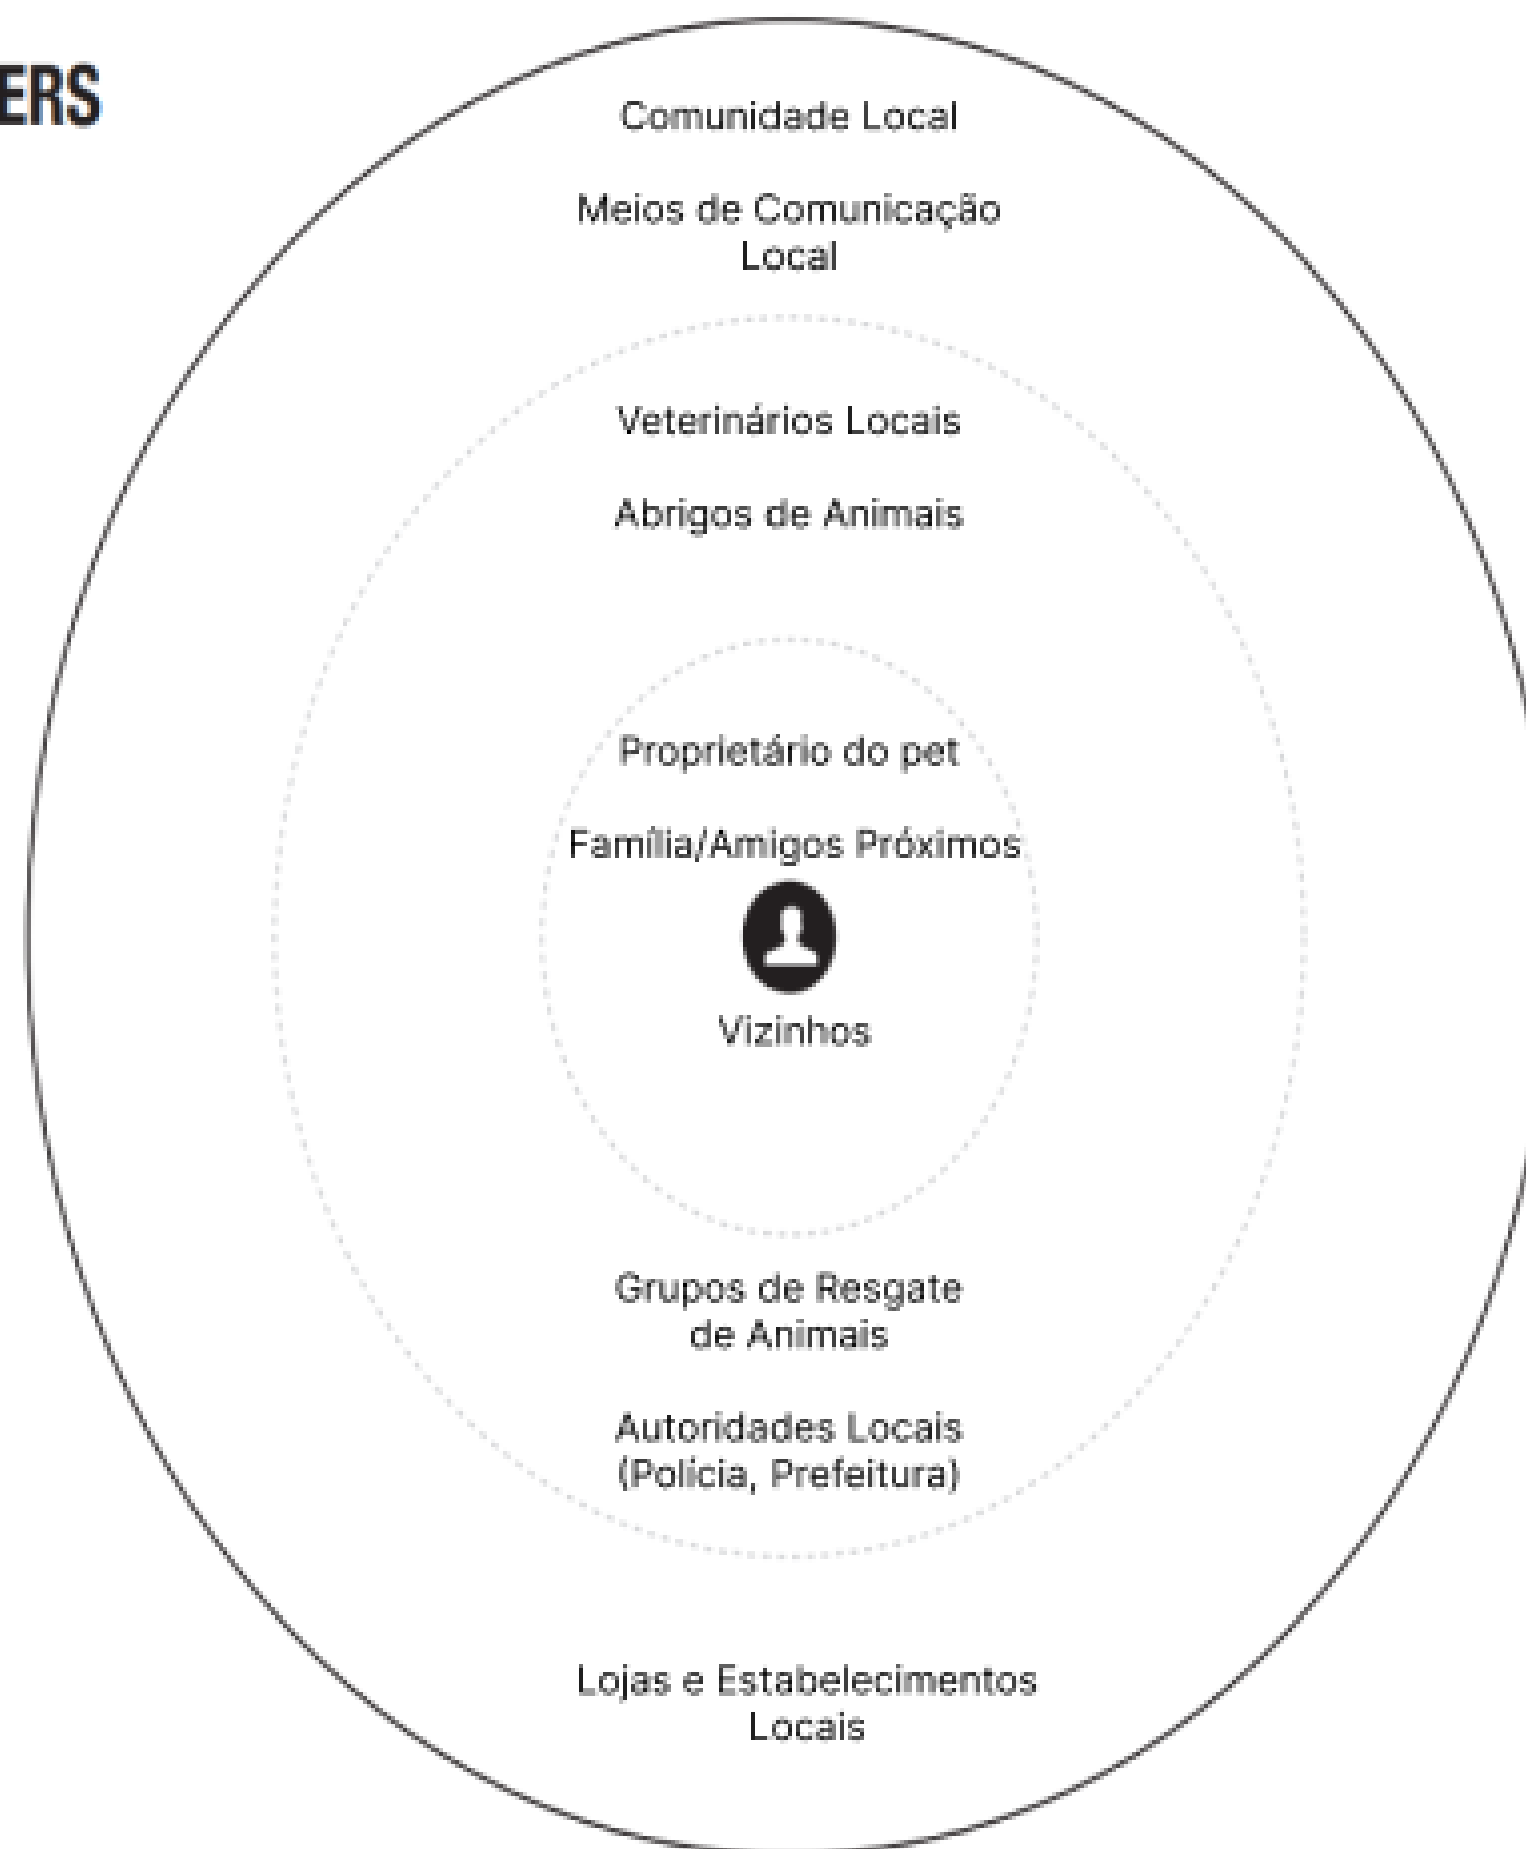 ERS
Comunidade Local
Meios de Comunicação
Local
Veterinários Locais
Abrigos de Animais
Proprietário do pet
Família/Amigos Próximos
Vizinhos
Grupos de Resgate
de Animais
Autoridades Locais
(Policia, Prefeitura)
Lojas e Estabelecimentos
Locais